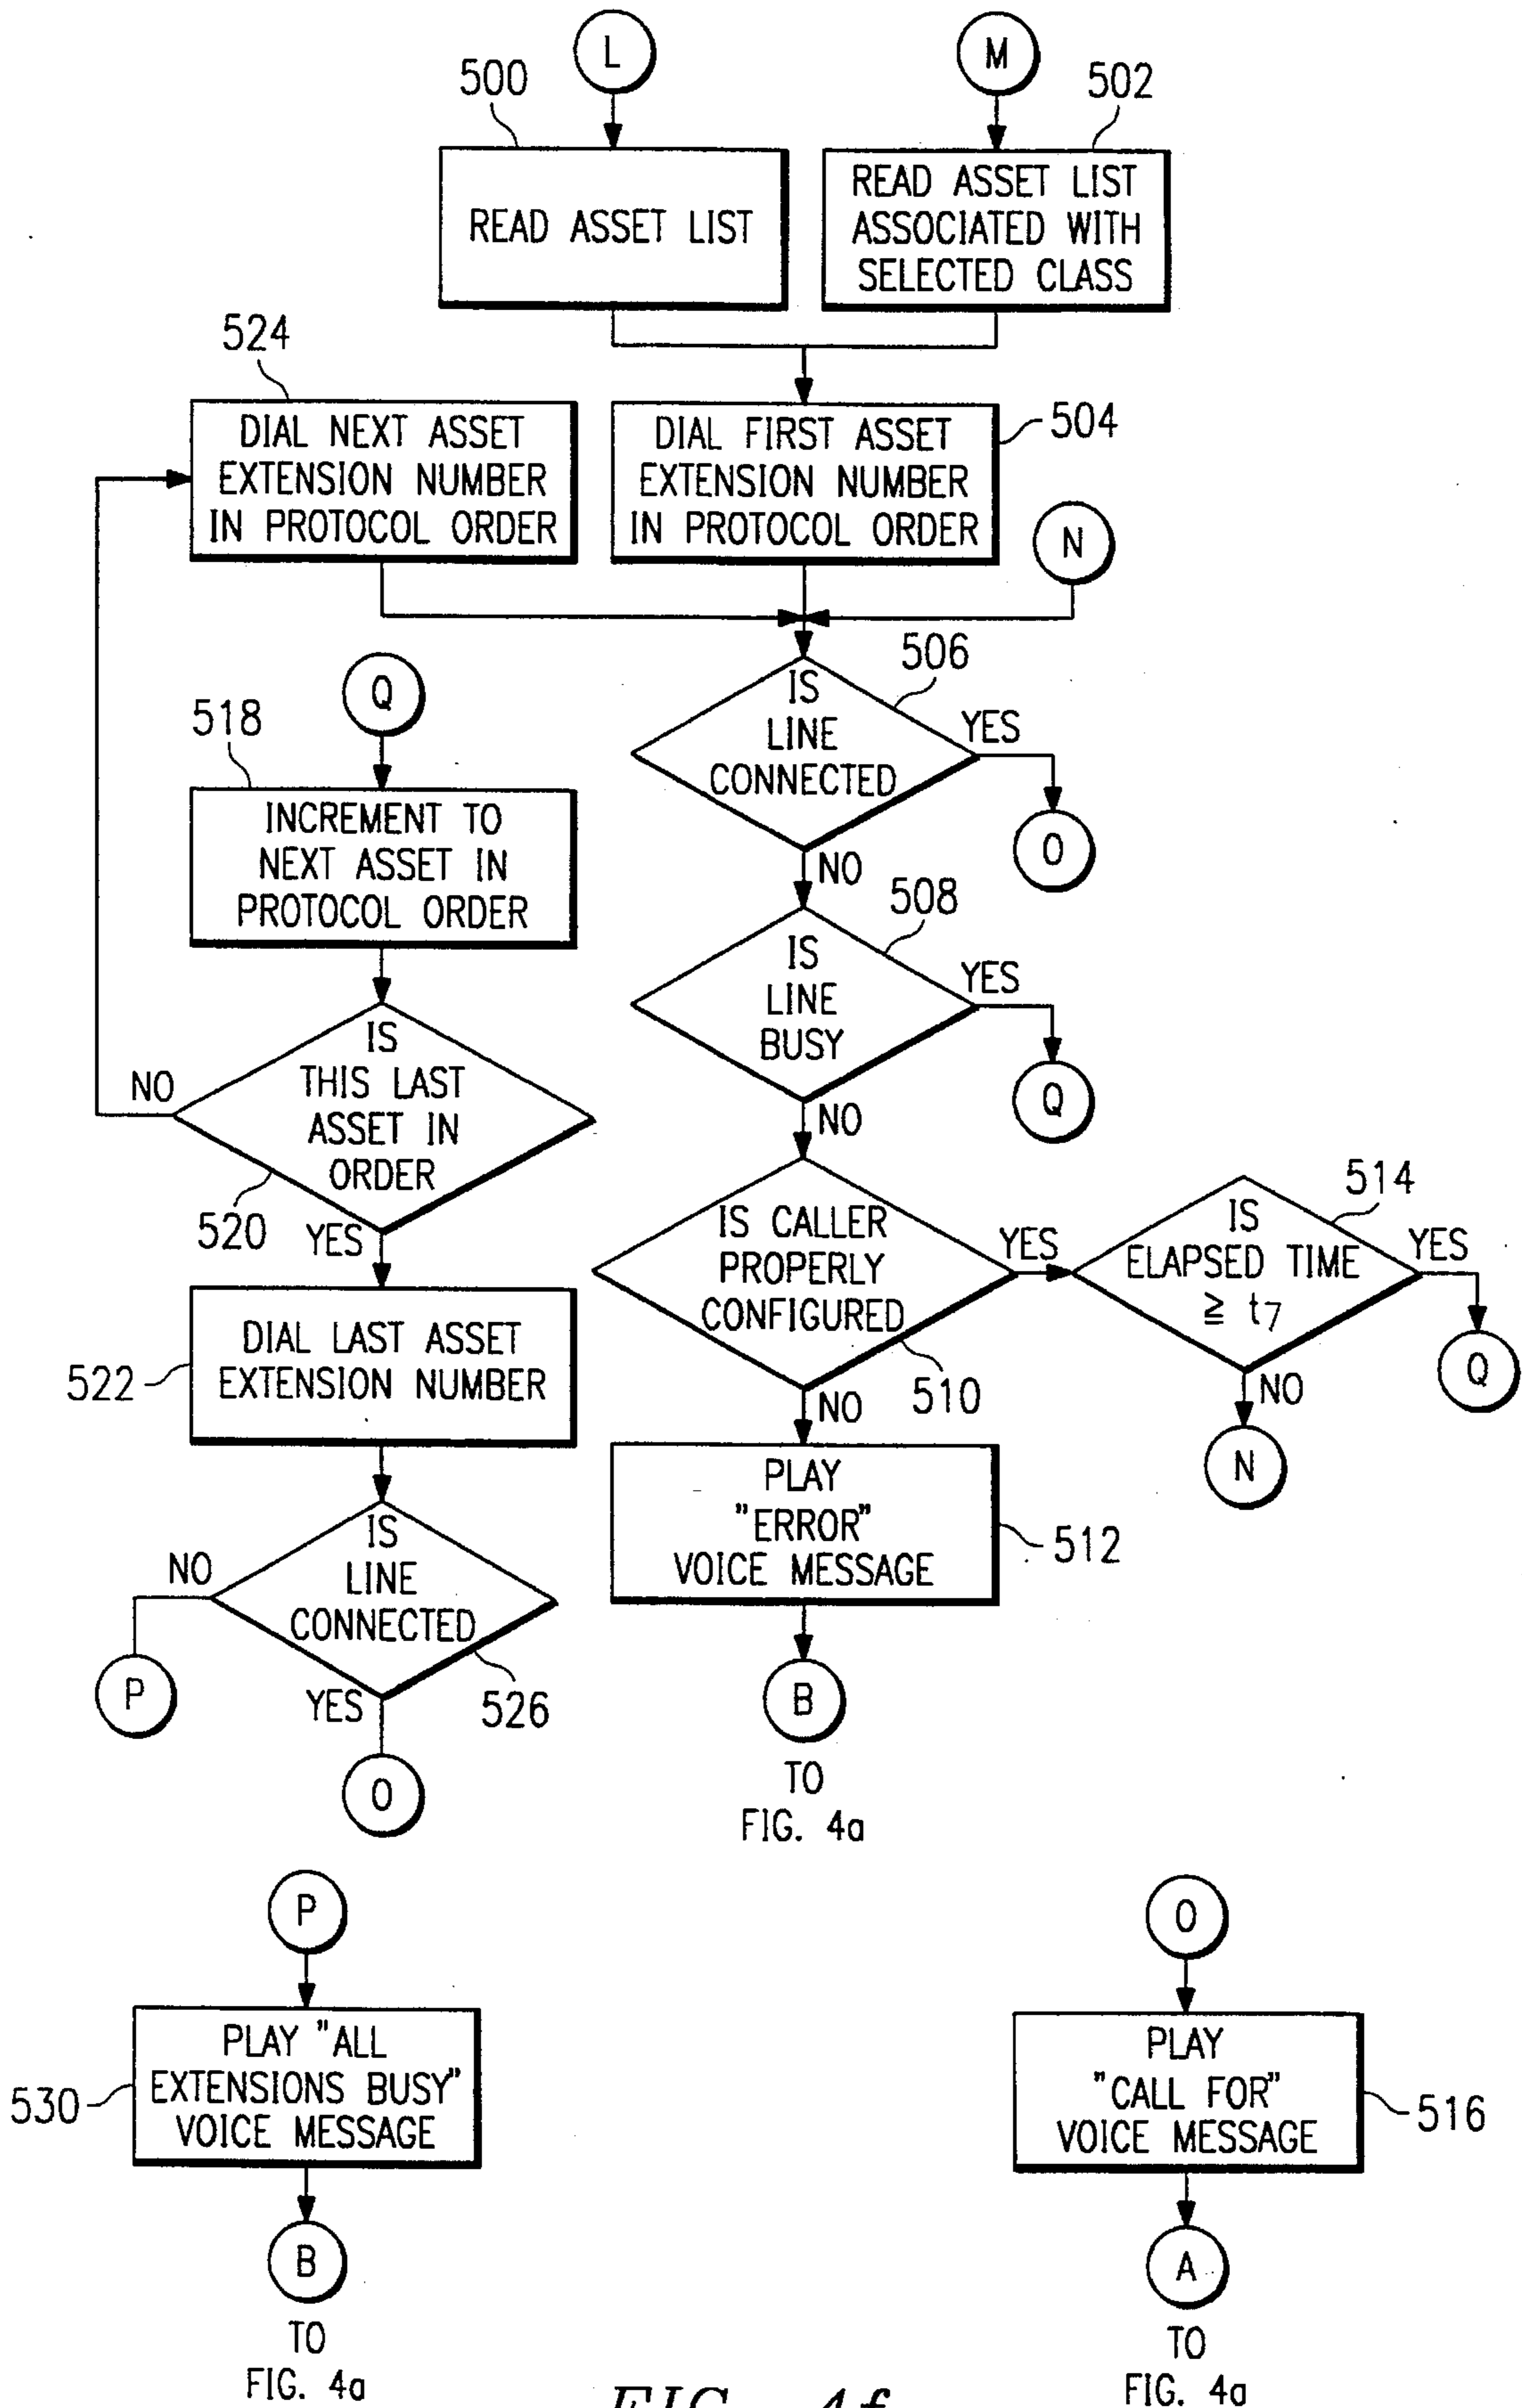 L
M
500
502
READ ASSET LIST
READ ASSET LIST
ASSOCIATED WITH
SELECTED CLASS
524
DIAL NEXT ASSET
EXTENSION NUMBER
IN PROTOCOL ORDER
DIAL FIRST ASSET
EXTENSION NUMBER
IN PROTOCOL ORDER
504
N
506
IS
LINE
CONNECTED
YES
O
NO
Q
518
INCREMENT TO
NEXT ASSET IN
PROTOCOL ORDER
508
IS
LINE
BUSY
YES
Q
NO
IS
THIS LAST
ASSET IN
ORDER
NO
520
YES
IS CALLER
PROPERLY
CONFIGURED
YES
510
NO
514
IS
ELAPSED TIME
≧ t7
YES
Q
NO
N
DIAL LAST ASSET
EXTENSION NUMBER
522
PLAY
"ERROR"
VOICE MESSAGE
512
IS
LINE
CONNECTED
NO
P
YES
526
O
B
TO
FIG. 4a
P
PLAY "ALL
EXTENSIONS BUSY"
VOICE MESSAGE
530
B
TO
FIG. 4a
O
PLAY
"CALL FOR"
VOICE MESSAGE
516
A
TO
FIG. 4a
FIG. 4f